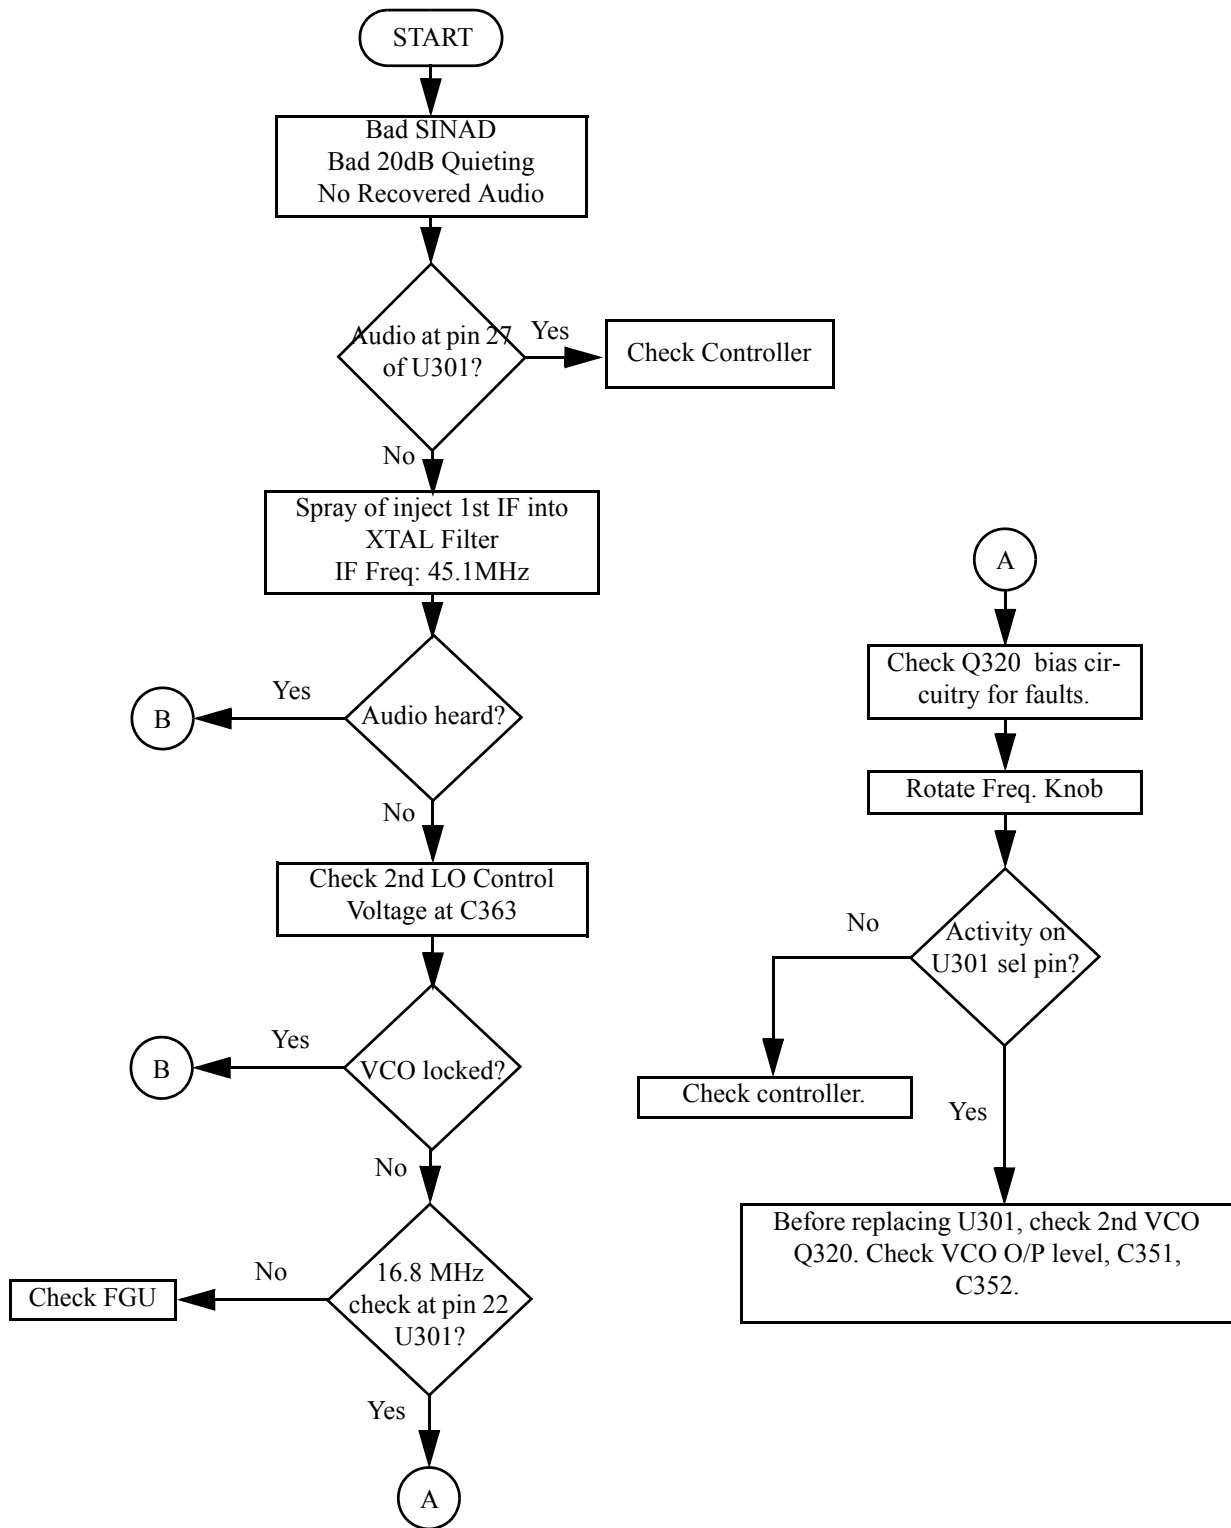 START
Bad SINAD
Bad 20dB Quieting
No Recovered Audio
Audio at pin 27
of U301?
Yes
Check Controller
No
Spray of inject 1st IF into
XTAL Filter
IF Freq: 45.1MHz
Audio heard?
Yes
B
No
Check 2nd LO Control
Voltage at C363
VCO locked?
Yes
B
No
16.8 MHz
check at pin 22
U301?
No
Check FGU
Yes
A
A
Check Q320  bias cir-
cuitry for faults.
Rotate Freq. Knob
Activity on
U301 sel pin?
No
Check controller.
Yes
Before replacing U301, check 2nd VCO
Q320. Check VCO O/P level, C351,
C352.